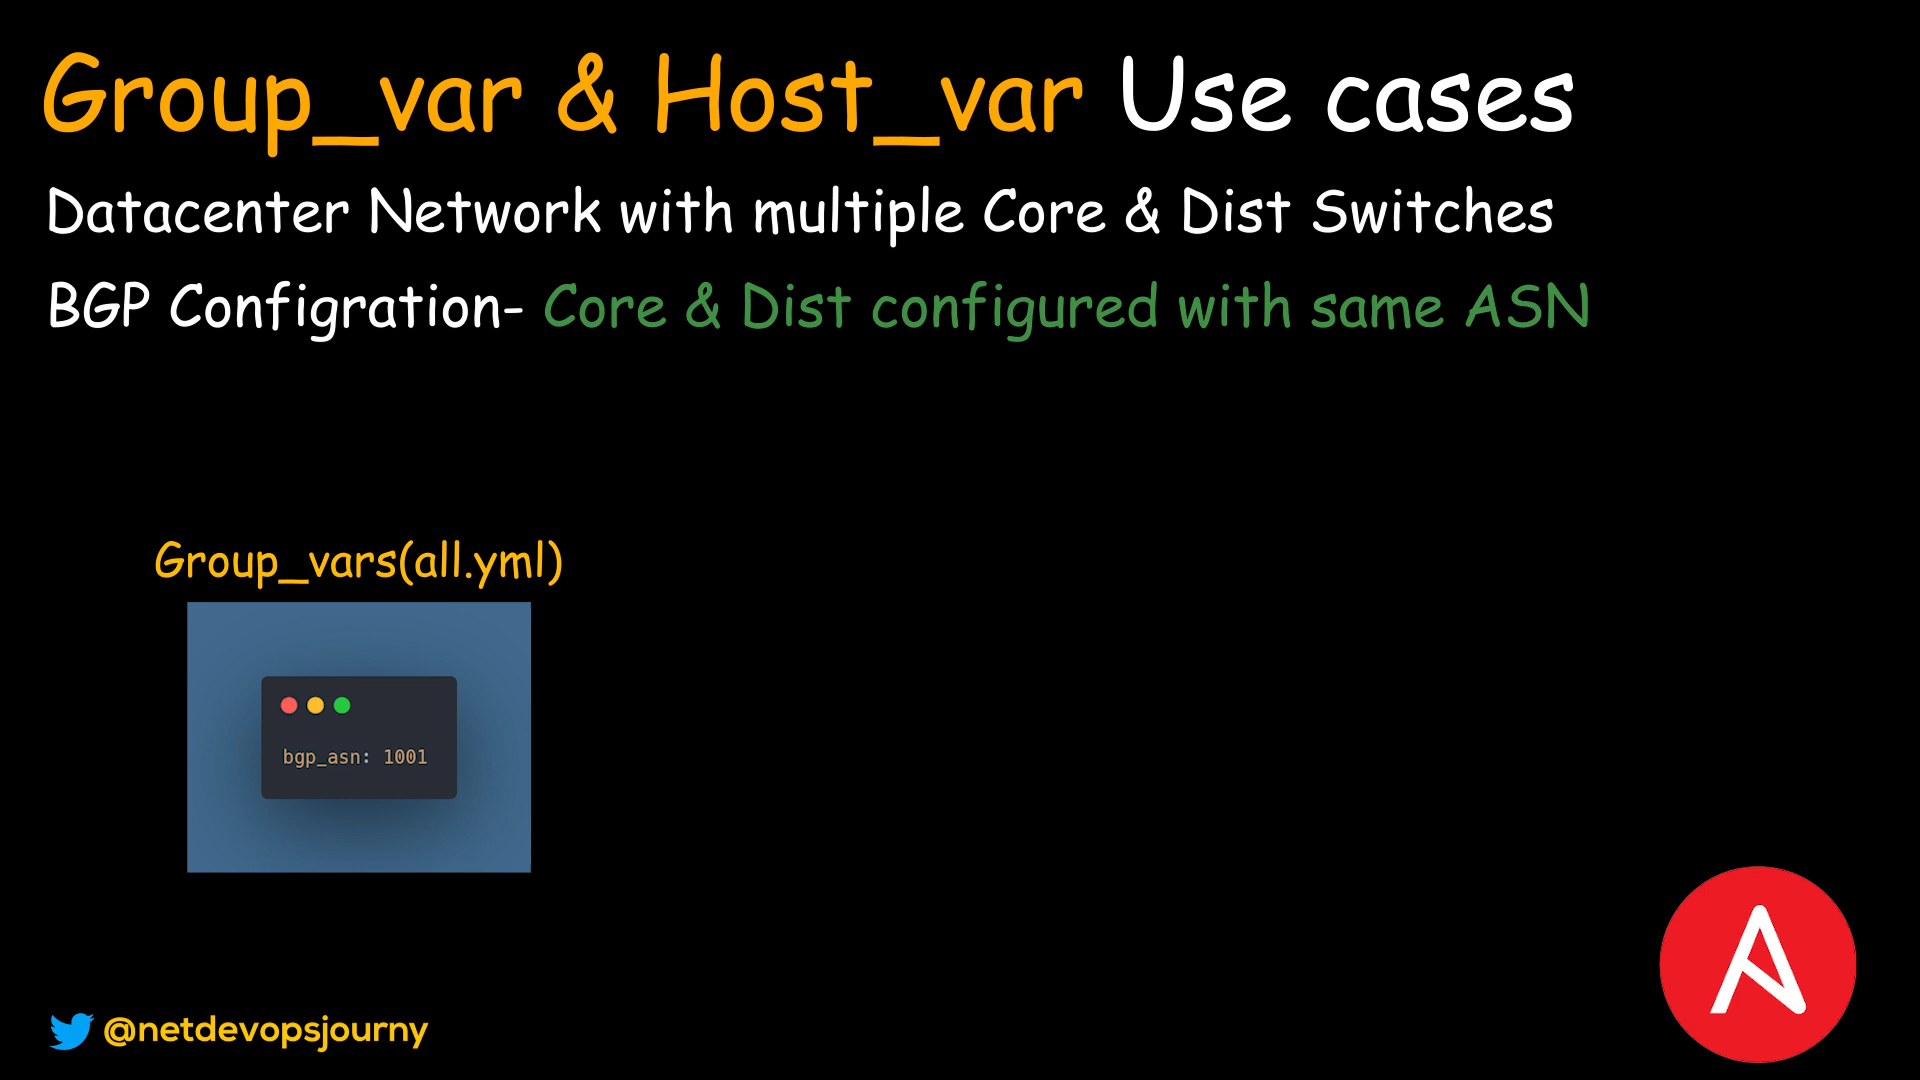 Group_var & Host_var Use cases
Datacenter Network with multiple Core & Dist Switches
BGP Configration- Core & Dist configured with same ASN
Group_vars(all.yml)
bgp_asn: 1001
@netdevopsjourny